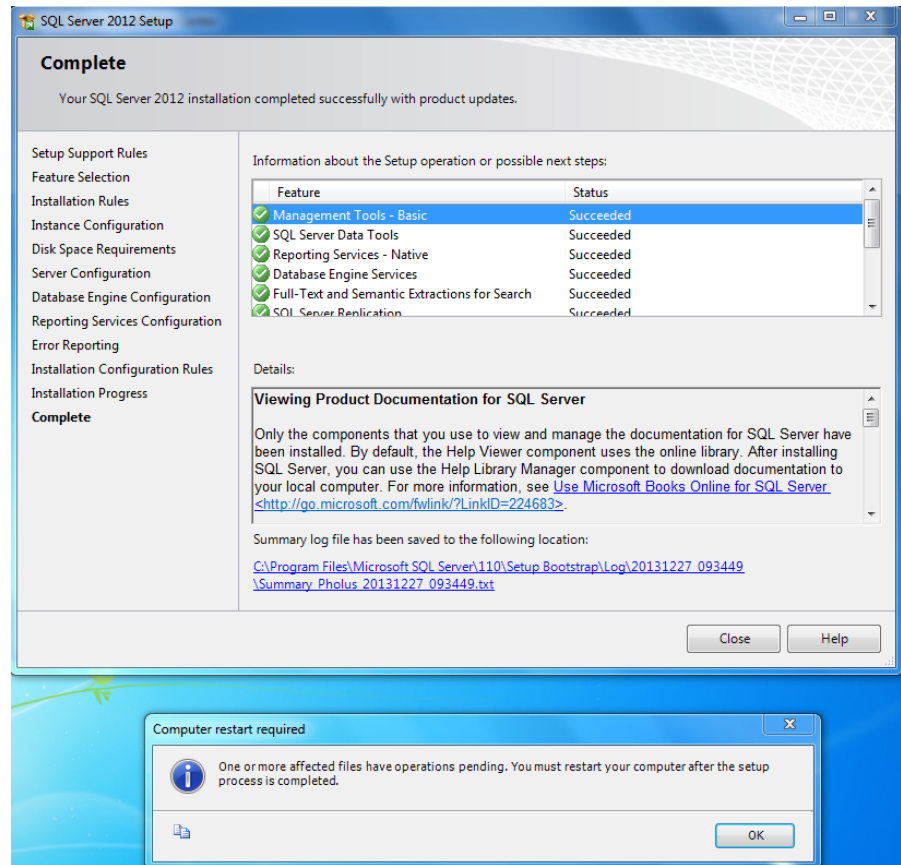 SQL Server 2012 Setup
Complete
Your SQL Server 2012 installation completed successfully with product updates.
Setup Support Rules
Feature Selection
Installation Rules
Instance Configuration
Disk Space Requirements
Server Configuration
Database Engine Configuration
Reporting Services Configuration
Error Reporting
Installation Configuration Rules
Installation Progress
Complete
Information about the Setup operation or possible next steps:
Feature Status
Management Tools - Basic Succeeded
SQL Server Data Tools Succeeded
Reporting Services - Native Succeeded
Database Engine Services Succeeded
Full-Text and Semantic Extractions for Search Succeeded
SQL Server Replication Succeeded
Details:
Viewing Product Documentation for SQL Server
Only the components that you use to view and manage the documentation for SQL Server have
been installed. By default, the Help Viewer component uses the online library. After installing
SQL Server, you can use the Help Library Manager component to download documentation to
your local computer. For more information, see Use Microsoft Books Online for SQL Server
<http://go.microsoft.com/fwlink/?LinkID=224683>.
Summary log file has been saved to the following location:
C:\Program Files\Microsoft SQL Server\110\Setup Bootstrap\Log\20131227_093449
\Summary_Pholus_20131227_093449.txt
Close Help
Computer restart required
One or more affected files have operations pending. You must restart your computer after the setup
process is completed.
OK